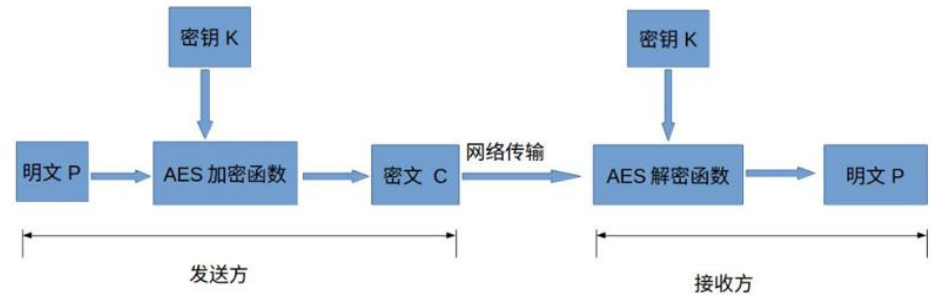 密钥 K
密钥 K
网络传输
明文 P
AES 加密函数
密文 C
AES 解密函数
明文 P
发送方
接收方